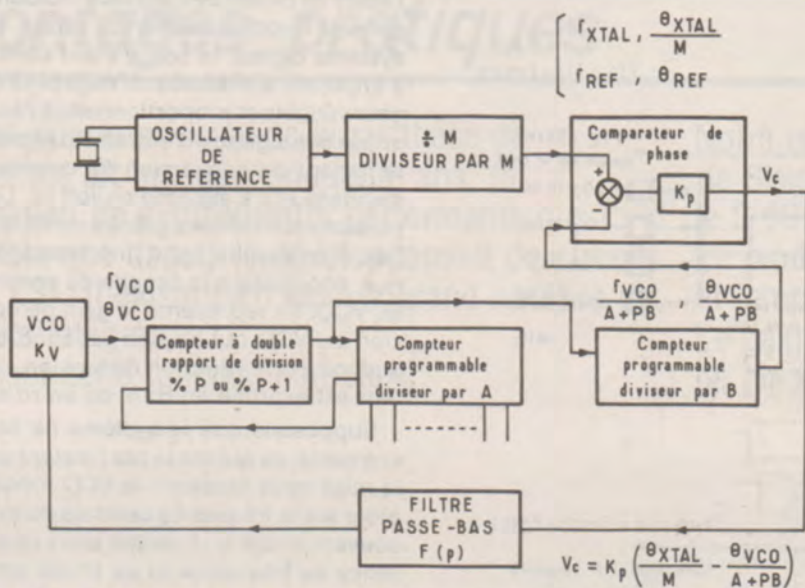 f_XTAL , θ_XTAL / M
f_REF , θ_REF
OSCILLATEUR
DE
REFERENCE
÷ M
DIVISEUR PAR M
Comparateur de
phase
+
-
K_p
V_c
f_VCO
θ_VCO
f_VCO / A+PB , θ_VCO / A+PB
VCO
K_V
Compteur à double
rapport de division
% P ou % P+1
Compteur
programmable
diviseur par A
Compteur
programmable
diviseur par B
FILTRE
PASSE-BAS
F (p)
V_c = K_p (θ_XTAL / M - θ_VCO / A+PB)